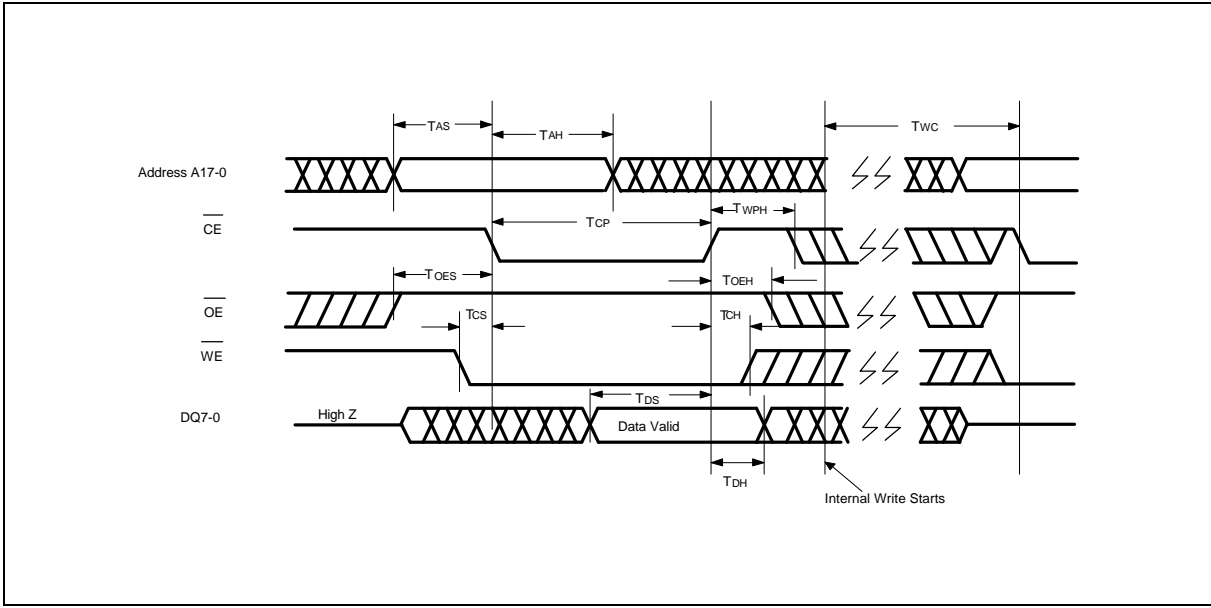 TAS
TAH
TWC
Address A17-0
TWPH
TCP
CE
TOES
TOEH
OE
TCS
TCH
WE
TDS
DQ7-0
High Z
Data Valid
TDH
Internal Write Starts